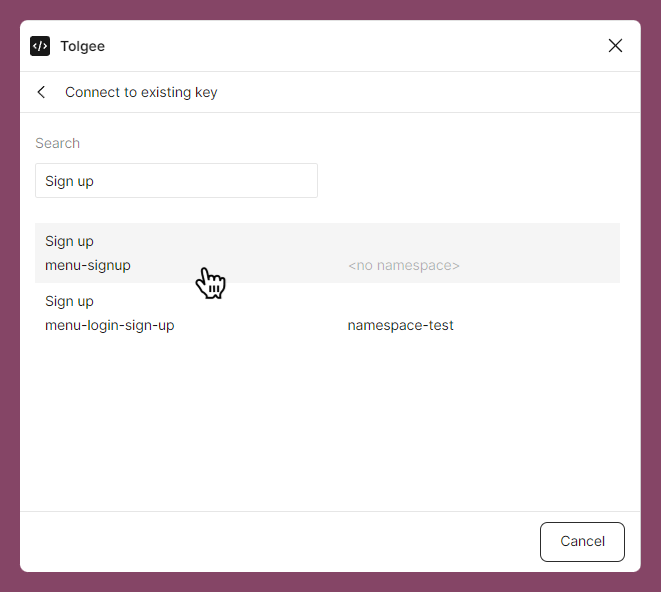 Tolgee
Connect to existing key
Search
Sign up
Sign up
menu-signup <no namespace>
Sign up
menu-login-sign-up namespace-test
Cancel